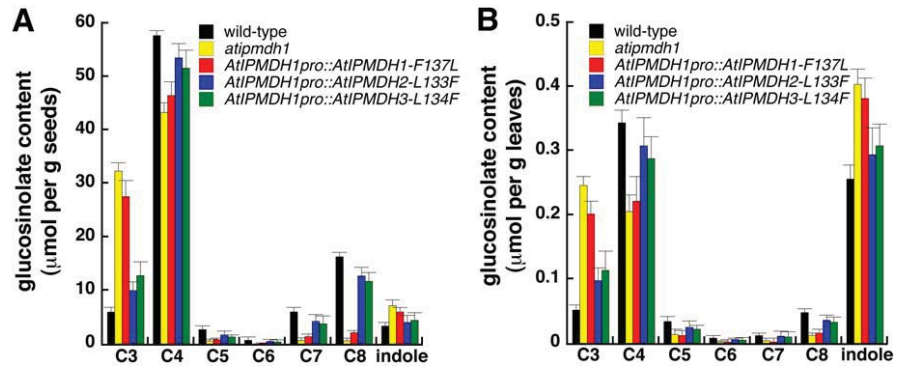 A
glucosinolate content
(μmol per g seeds)
60
50
40
30
20
10
0
wild-type
atipmdh1
AtIPMDH1pro::AtIPMDH1-F137L
AtIPMDH1pro::AtIPMDH2-L133F
AtIPMDH1pro::AtIPMDH3-L134F
C3 C4 C5 C6 C7 C8 indole
B
glucosinolate content
(μmol per g leaves)
0.5
0.4
0.3
0.2
0.1
0
wild-type
atipmdh1
AtIPMDH1pro::AtIPMDH1-F137L
AtIPMDH1pro::AtIPMDH2-L133F
AtIPMDH1pro::AtIPMDH3-L134F
C3 C4 C5 C6 C7 C8 indole